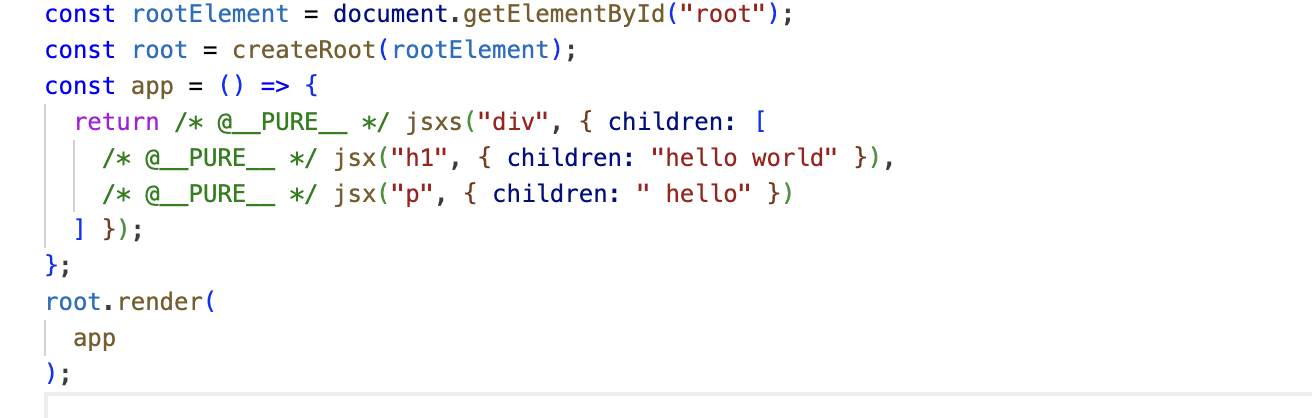 const rootElement = document.getElementById("root");
const root = createRoot(rootElement);
const app = () => {
  return /* @__PURE__ */ jsxs("div", { children: [
    /* @__PURE__ */ jsx("h1", { children: "hello world" }),
    /* @__PURE__ */ jsx("p", { children: " hello" })
  ] });
};
root.render(
  app
);